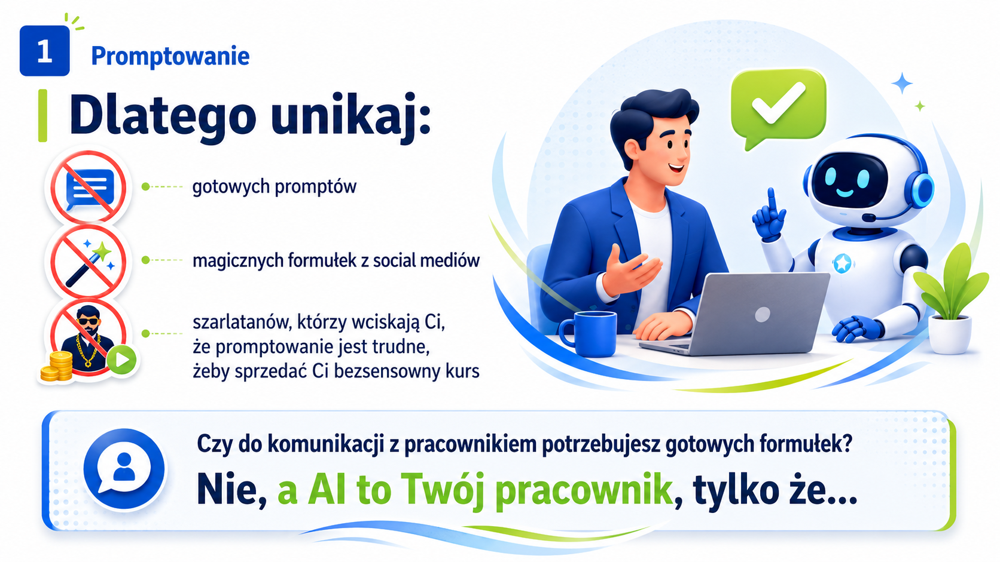 1
Promptowanie
Dlatego unikaj:
gotowych promptów
magicznych formułek z social mediów
szarlatanów, którzy wciskają Ci,
że promptowanie jest trudne,
żeby sprzedać Ci bezsensowny kurs
Czy do komunikacji z pracownikiem potrzebujesz gotowych formułek?
Nie, a AI to Twój pracownik, tylko że...